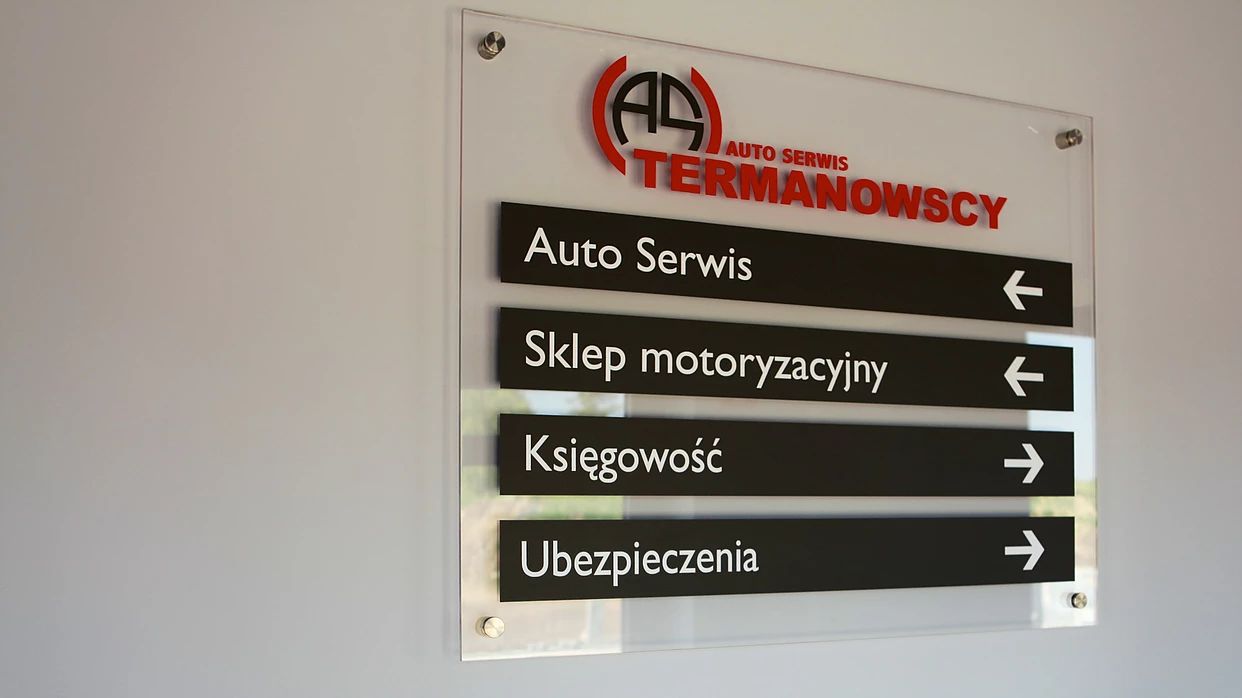 AS
AUTO SERWIS
TERMANOWSCY
Auto Serwis ←
Sklep motoryzacyjny ←
Księgowość →
Ubezpieczenia →